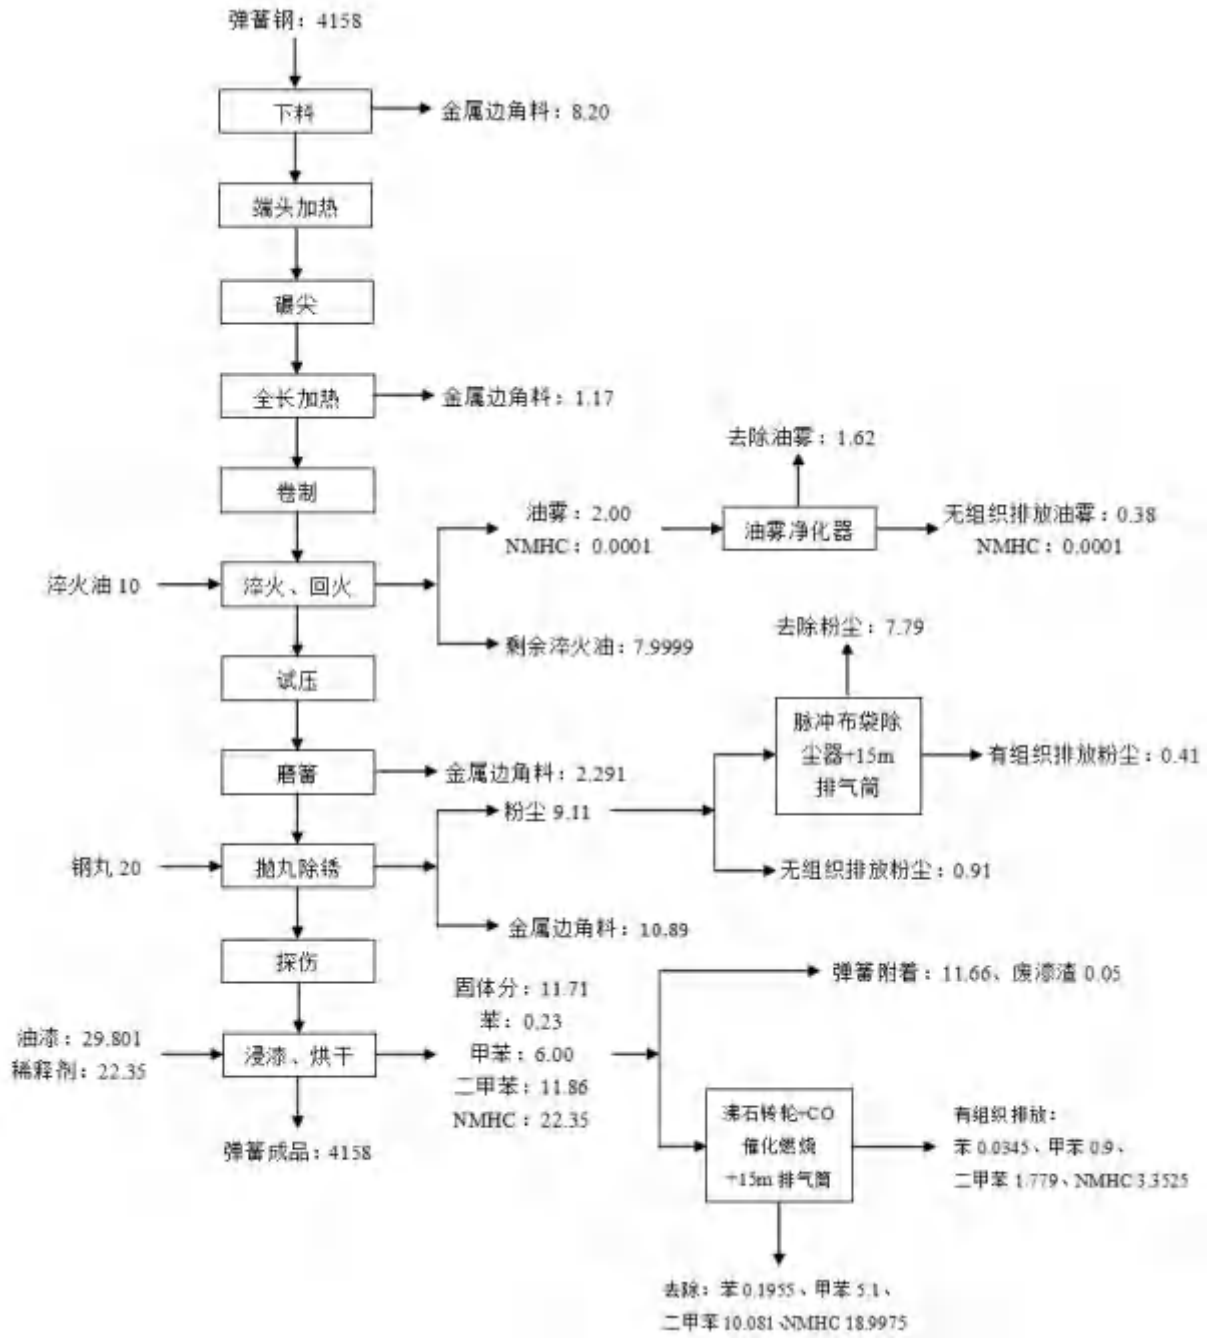 弹簧钢：4158
下料
金属边角料：8.20
端头加热
碾尖
全长加热
金属边角料：1.17
去除油雾：1.62
卷制
油雾：2.00
NMHC：0.0001
油雾净化器
无组织排放油雾：0.38
NMHC：0.0001
淬火油 10
淬火、回火
剩余淬火油：7.9999
去除粉尘：7.79
试压
脉冲布袋除
尘器+15m
排气筒
有组织排放粉尘：0.41
磨簧
金属边角料：2.291
粉尘 9.11
钢丸 20
抛丸除锈
无组织排放粉尘：0.91
金属边角料：10.89
探伤
弹簧附着：11.66、废漆渣 0.05
固体分：11.71
苯：0.23
甲苯：6.00
二甲苯：11.86
NMHC：22.35
油漆：29.801
稀释剂：22.35
浸漆、烘干
弹簧成品：4158
沸石转轮+CO
催化燃烧
+15m 排气筒
有组织排放：
苯 0.0345、甲苯 0.9、
二甲苯 1.779、NMHC 3.3525
去除：苯 0.1955、甲苯 5.1、
二甲苯 10.081、NMHC 18.9975